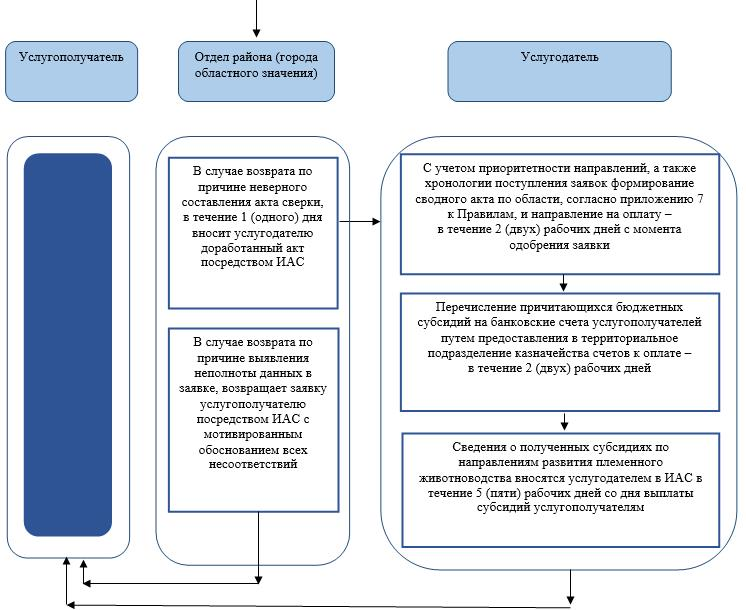 Услугополучатель
Отдел района (города
областного значения)
Услугодатель
В случае возврата по
причине неверного
составления акта сверки,
в течение 1 (одного) дня
вносит услугодателю
доработанный акт
посредством ИАС
В случае возврата по
причине выявления
неполноты данных в
заявке, возвращает заявку
услугополучателю
посредством ИАС с
мотивированным
обоснованием всех
несоответствий
С учетом приоритетности направлений, а также
хронологии поступления заявок формирование
сводного акта по области, согласно приложению 7
к Правилам, и направление на оплату –
в течение 2 (двух) рабочих дней с момента
одобрения заявки
Перечисление причитающихся бюджетных
субсидий на банковские счета услугополучателей
путем предоставления в территориальное
подразделение казначейства счетов к оплате –
в течение 2 (двух) рабочих дней
Сведения о полученных субсидиях по
направлениям развития племенного
животноводства вносятся услугодателем в ИАС в
течение 5 (пяти) рабочих дней со дня выплаты
субсидий услугополучателям